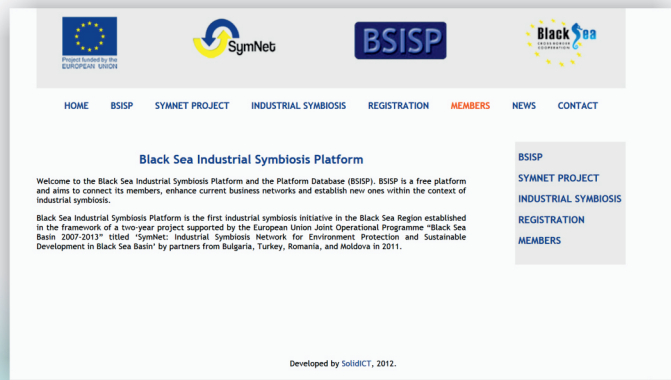 Project funded by the
EUROPEAN UNION
SymNet
BSISP
Black Sea
CROSS BORDER
COOPERATION
HOME BSISP SYMNET PROJECT INDUSTRIAL SYMBIOSIS REGISTRATION MEMBERS NEWS CONTACT
Black Sea Industrial Symbiosis Platform
Welcome to the Black Sea Industrial Symbiosis Platform and the Platform Database (BSISP). BSISP is a free platform
and aims to connect its members, enhance current business networks and establish new ones within the context of
industrial symbiosis.
Black Sea Industrial Symbiosis Platform is the first industrial symbiosis initiative in the Black Sea Region established
in the framework of a two-year project supported by the European Union Joint Operational Programme “Black Sea
Basin 2007-2013” titled ‘SymNet: Industrial Symbiosis Network for Environment Protection and Sustainable
Development in Black Sea Basin’ by partners from Bulgaria, Turkey, Romania, and Moldova in 2011.
BSISP
SYMNET PROJECT
INDUSTRIAL SYMBIOSIS
REGISTRATION
MEMBERS
Developed by SolidICT, 2012.